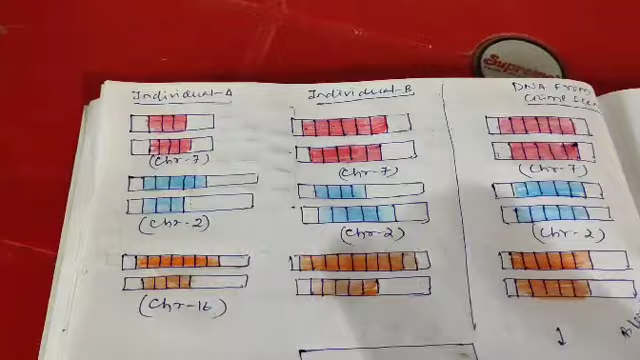 Supreme
Individual-A
Individual-B
DNA From
Crime Scen
(Chr-7)
(Chr-7)
(Chr-7)
(Chr-2)
(Chr-2)
(Chr-2)
(Chr-16)